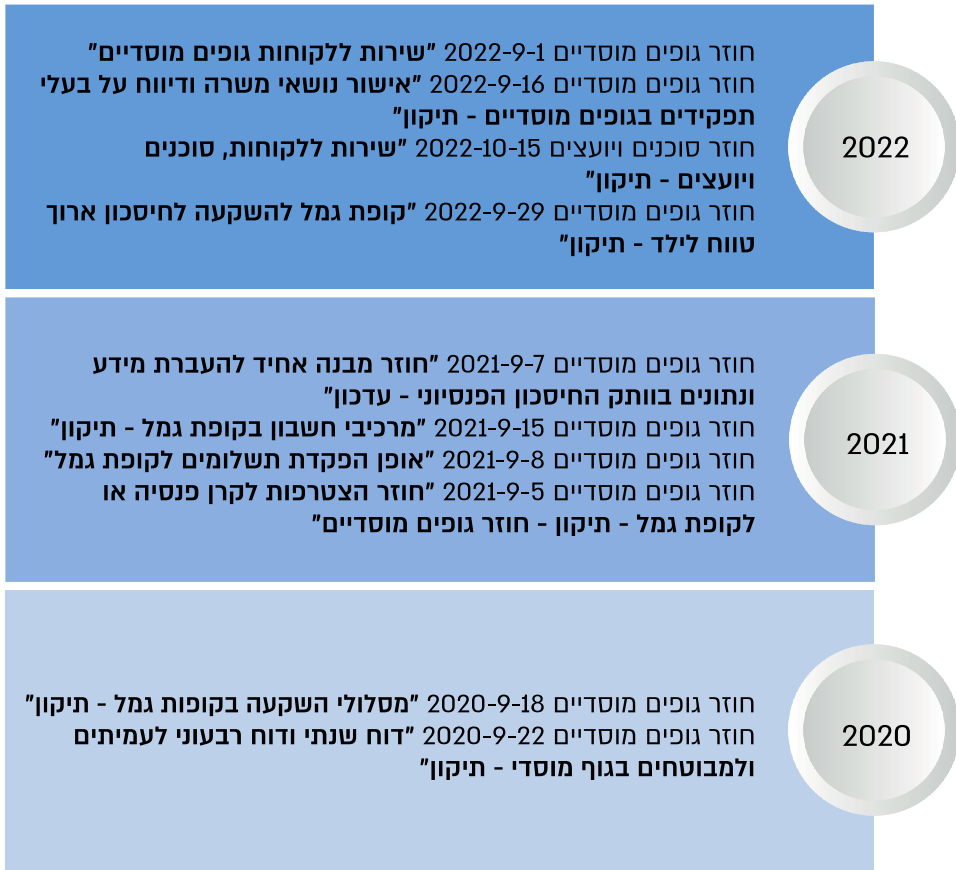 2022
חוזר גופים מוסדיים 2022-9-1 "שירות ללקוחות גופים מוסדיים"
חוזר גופים מוסדיים 2022-9-16 "אישור נושאי משרה ודיווח על בעלי
תפקידים בגופים מוסדיים - תיקון"
חוזר סוכנים ויועצים 2022-10-15 "שירות ללקוחות, סוכנים
ויועצים - תיקון"
חוזר גופים מוסדיים 2022-9-29 "קופת גמל להשקעה לחיסכון ארוך
טווח לילד - תיקון"
2021
חוזר גופים מוסדיים 2021-9-7 "חוזר מבנה אחיד להעברת מידע
ונתונים בוותק החיסכון הפנסיוני - עדכון"
חוזר גופים מוסדיים 2021-9-15 "מרכיבי חשבון בקופת גמל - תיקון"
חוזר גופים מוסדיים 2021-9-8 "אופן הפקדת תשלומים לקופת גמל"
חוזר גופים מוסדיים 2021-9-5 "חוזר הצטרפות לקרן פנסיה או
לקופת גמל - תיקון - חוזר גופים מוסדיים"
2020
חוזר גופים מוסדיים 2020-9-18 "מסלולי השקעה בקופות גמל - תיקון"
חוזר גופים מוסדיים 2020-9-22 "דוח שנתי ודוח רבעוני לעמיתים
ולמבוטחים בגוף מוסדי - תיקון"